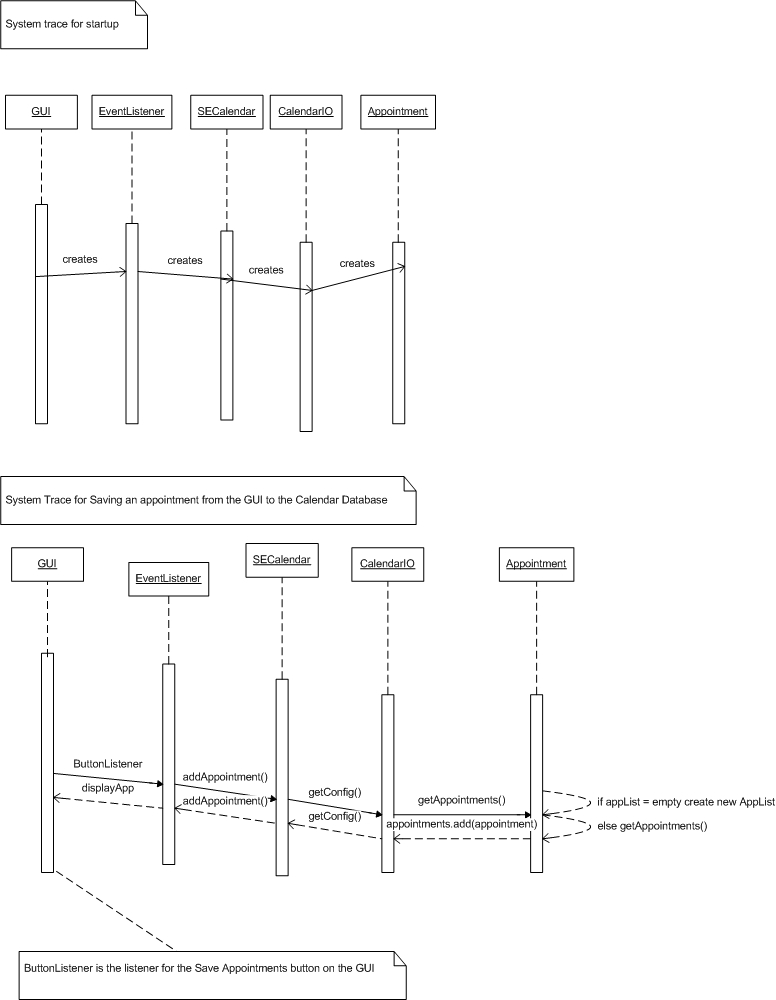 System trace for startup
GUI
EventListener
SECalendar
CalendarIO
Appointment
creates
creates
creates
creates
System Trace for Saving an appointment from the GUI to the Calendar Database
GUI
EventListener
SECalendar
CalendarIO
Appointment
ButtonListener
addAppointment()
getConfig()
getAppointments()
if appList = empty create new AppList
displayApp
addAppointment()
getConfig()
appointments.add(appointment)
else getAppointments()
ButtonListener is the listener for the Save Appointments button on the GUI